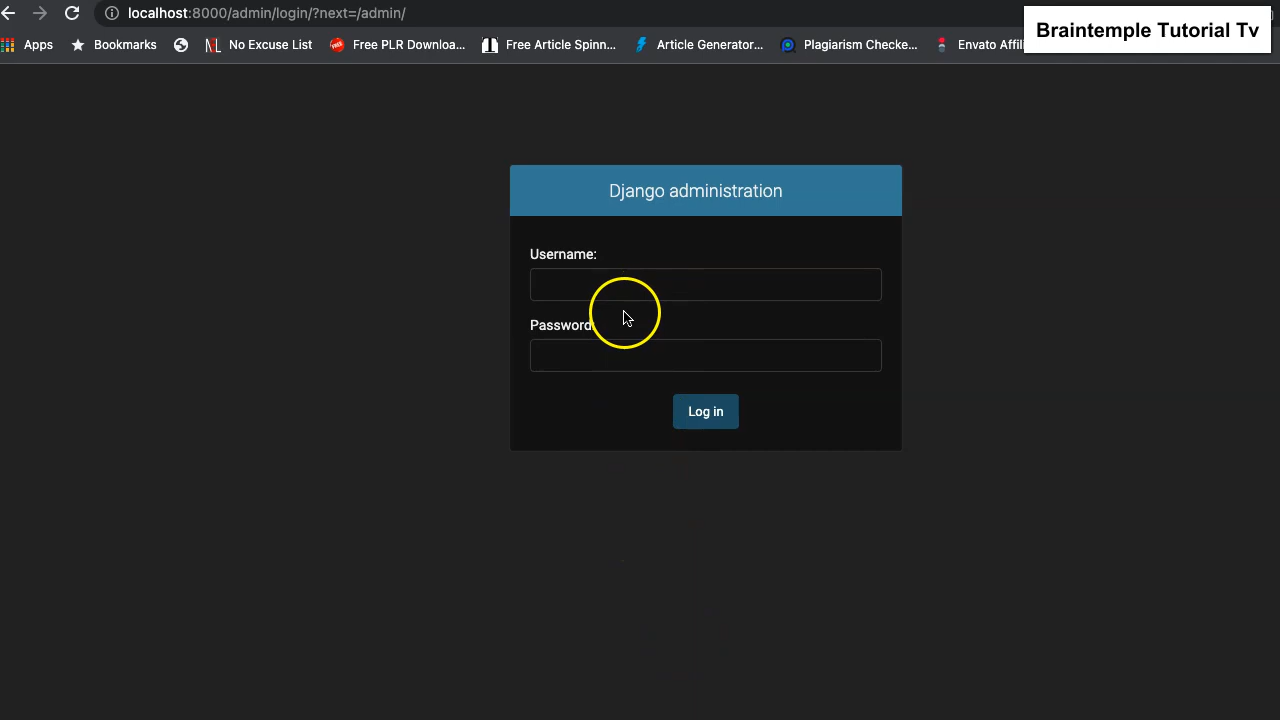 localhost:8000/admin/login/?next=/admin/
Braintemple Tutorial Tv
Apps Bookmarks No Excuse List Free PLR Downloa... Free Article Spinn... Article Generator... Plagiarism Checke... Envato Affili
Django administration
Username:
Password:
Log in